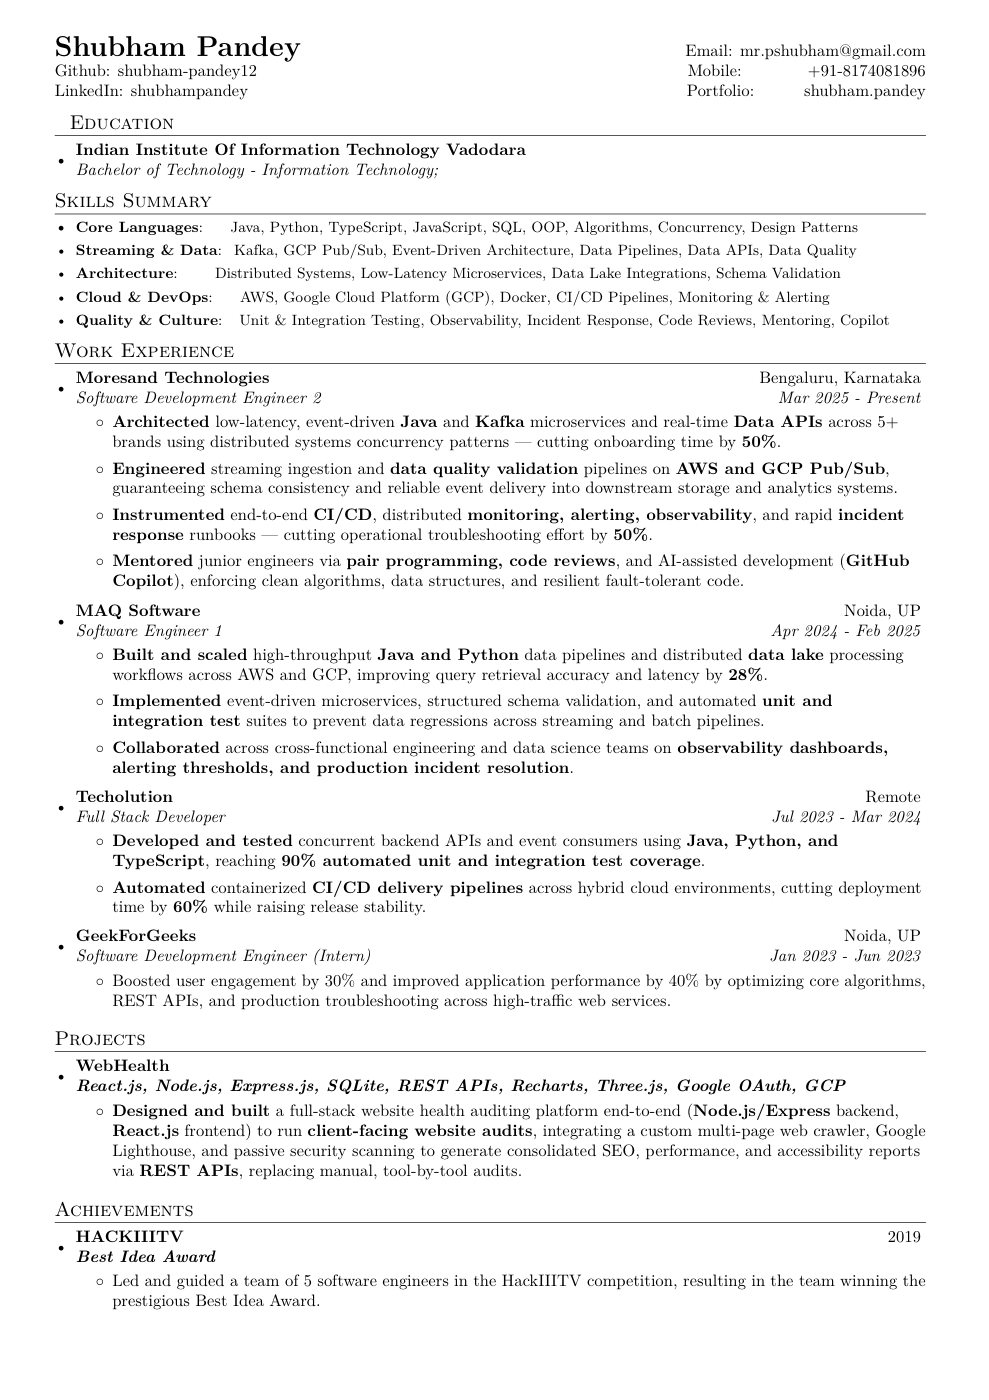 Shubham Pandey
Github: shubham-pandey12
LinkedIn: shubhampandey
Email: mr.pshubham@gmail.com
Mobile: +91-8174081896
Portfolio: shubham.pandey
Education
• Indian Institute Of Information Technology Vadodara
Bachelor of Technology - Information Technology;
Skills Summary
• Core Languages: Java, Python, TypeScript, JavaScript, SQL, OOP, Algorithms, Concurrency, Design Patterns
• Streaming & Data: Kafka, GCP Pub/Sub, Event-Driven Architecture, Data Pipelines, Data APIs, Data Quality
• Architecture: Distributed Systems, Low-Latency Microservices, Data Lake Integrations, Schema Validation
• Cloud & DevOps: AWS, Google Cloud Platform (GCP), Docker, CI/CD Pipelines, Monitoring & Alerting
• Quality & Culture: Unit & Integration Testing, Observability, Incident Response, Code Reviews, Mentoring, Copilot
Work Experience
• Moresand Technologies Bengaluru, Karnataka
Software Development Engineer 2 Mar 2025 - Present
◦ Architected low-latency, event-driven Java and Kafka microservices and real-time Data APIs across 5+
brands using distributed systems concurrency patterns — cutting onboarding time by 50%.
◦ Engineered streaming ingestion and data quality validation pipelines on AWS and GCP Pub/Sub,
guaranteeing schema consistency and reliable event delivery into downstream storage and analytics systems.
◦ Instrumented end-to-end CI/CD, distributed monitoring, alerting, observability, and rapid incident
response runbooks — cutting operational troubleshooting effort by 50%.
◦ Mentored junior engineers via pair programming, code reviews, and AI-assisted development (GitHub
Copilot), enforcing clean algorithms, data structures, and resilient fault-tolerant code.
• MAQ Software Noida, UP
Software Engineer 1 Apr 2024 - Feb 2025
◦ Built and scaled high-throughput Java and Python data pipelines and distributed data lake processing
workflows across AWS and GCP, improving query retrieval accuracy and latency by 28%.
◦ Implemented event-driven microservices, structured schema validation, and automated unit and
integration test suites to prevent data regressions across streaming and batch pipelines.
◦ Collaborated across cross-functional engineering and data science teams on observability dashboards,
alerting thresholds, and production incident resolution.
• Techolution Remote
Full Stack Developer Jul 2023 - Mar 2024
◦ Developed and tested concurrent backend APIs and event consumers using Java, Python, and
TypeScript, reaching 90% automated unit and integration test coverage.
◦ Automated containerized CI/CD delivery pipelines across hybrid cloud environments, cutting deployment
time by 60% while raising release stability.
• GeekForGeeks Noida, UP
Software Development Engineer (Intern) Jan 2023 - Jun 2023
◦ Boosted user engagement by 30% and improved application performance by 40% by optimizing core algorithms,
REST APIs, and production troubleshooting across high-traffic web services.
Projects
• WebHealth
React.js, Node.js, Express.js, SQLite, REST APIs, Recharts, Three.js, Google OAuth, GCP
◦ Designed and built a full-stack website health auditing platform end-to-end (Node.js/Express backend,
React.js frontend) to run client-facing website audits, integrating a custom multi-page web crawler, Google
Lighthouse, and passive security scanning to generate consolidated SEO, performance, and accessibility reports
via REST APIs, replacing manual, tool-by-tool audits.
Achievements
• HACKIIITV 2019
Best Idea Award
◦ Led and guided a team of 5 software engineers in the HackIIITV competition, resulting in the team winning the
prestigious Best Idea Award.